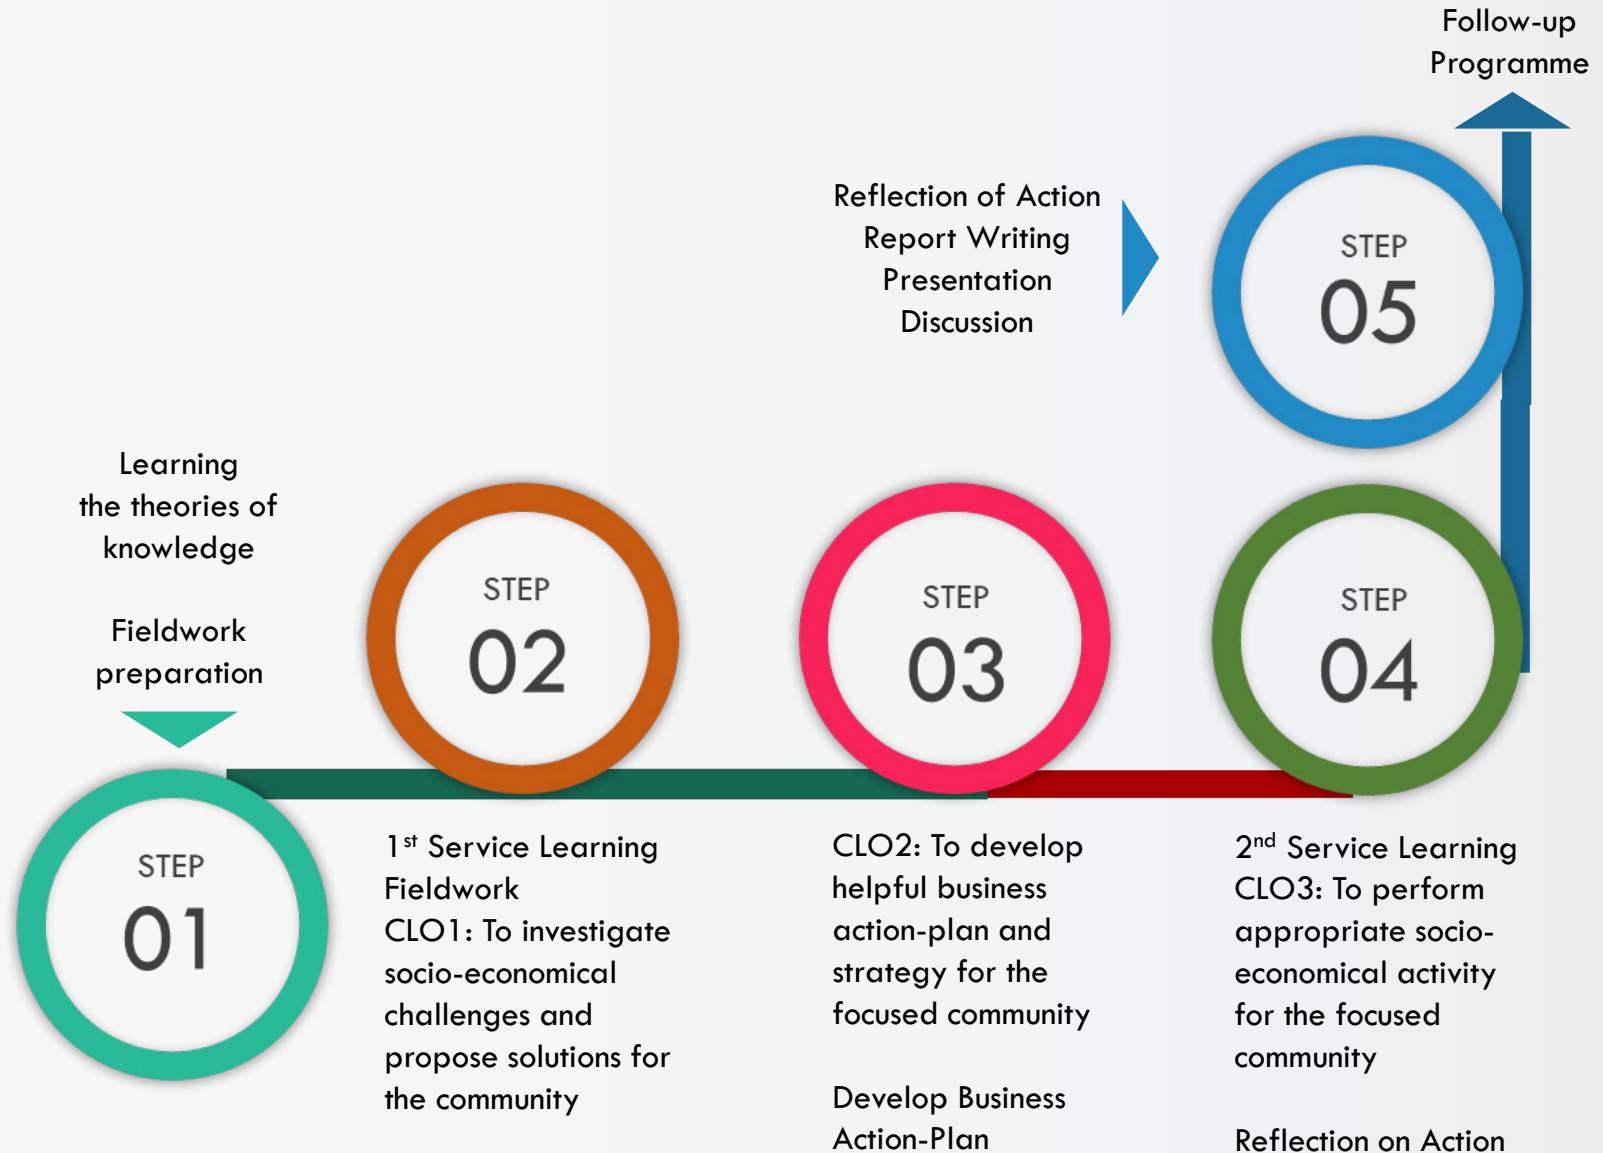 Follow-up
Programme
Reflection of Action
Report Writing
Presentation
Discussion
STEP
05
Learning
the theories of
knowledge
Fieldwork
preparation
STEP
01
STEP
02
1st Service Learning
Fieldwork
CLO1: To investigate
socio-economical
challenges and
propose solutions for
the community
STEP
03
CLO2: To develop
helpful business
action-plan and
strategy for the
focused community
Develop Business
Action-Plan
STEP
04
2nd Service Learning
CLO3: To perform
appropriate socio-
economical activity
for the focused
community
Reflection on Action